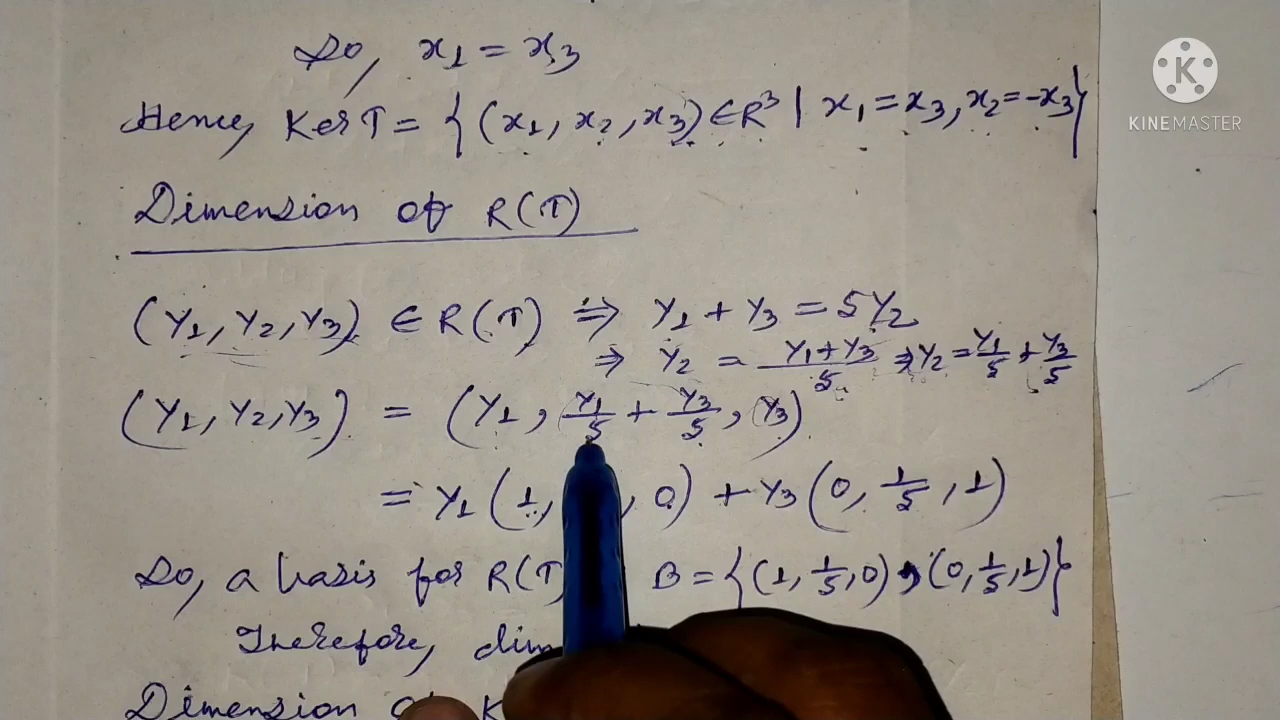 So, x1 = x3
K
KINEMASTER
Hence, Ker T = {(x1, x2, x3) ∈ R³ | x1 = x3, x2 = -x3}
Dimension of R(T)
(Y1, Y2, Y3) ∈ R(T) ⇒ Y1 + Y3 = 5Y2
⇒ Y2 = (Y1+Y3)/5 ⇒ Y2 = Y1/5 + Y3/5
(Y1, Y2, Y3) = (Y1, Y1/5 + Y3/5, Y3)
= Y1 (1, , 0) + Y3 (0, 1/5, 1)
So, a basis for R(T) B = {(1, 1/5, 0), (0, 1/5, 1)}
Therefore, dim
Dimension of K